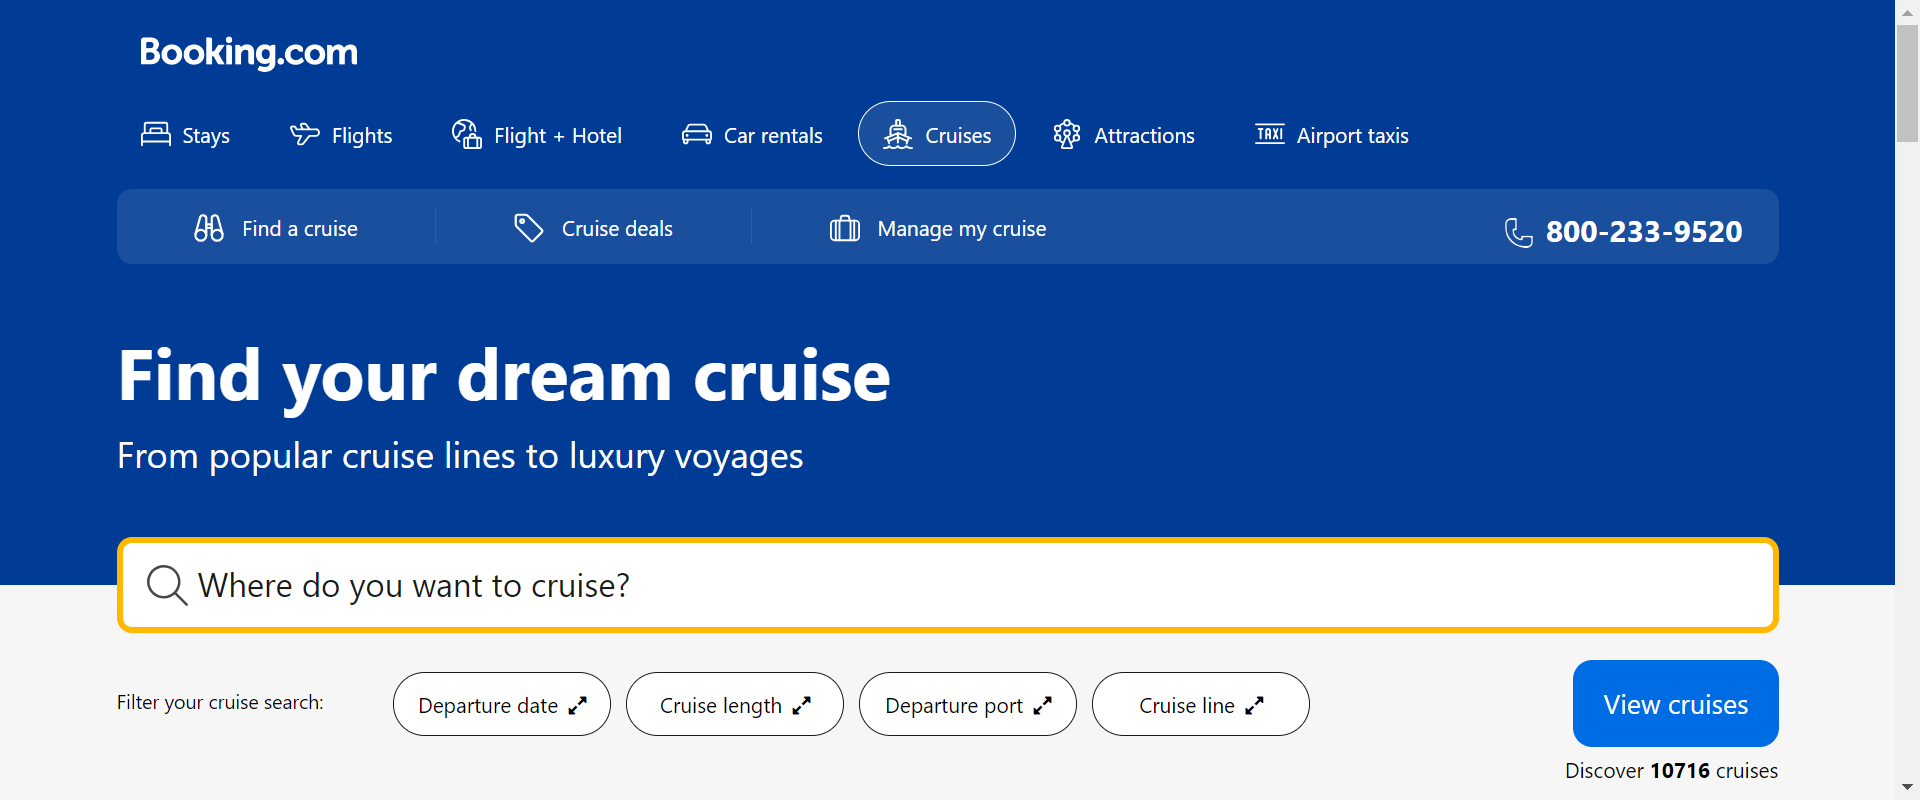 Booking.com
Stays
Flights
Flight + Hotel
Car rentals
Cruises
Attractions
TAXI
Airport taxis
Find a cruise
Cruise deals
Manage my cruise
800-233-9520
Find your dream cruise
From popular cruise lines to luxury voyages
Where do you want to cruise?
Filter your cruise search:
Departure date
Cruise length
Departure port
Cruise line
View cruises
Discover 10716 cruises